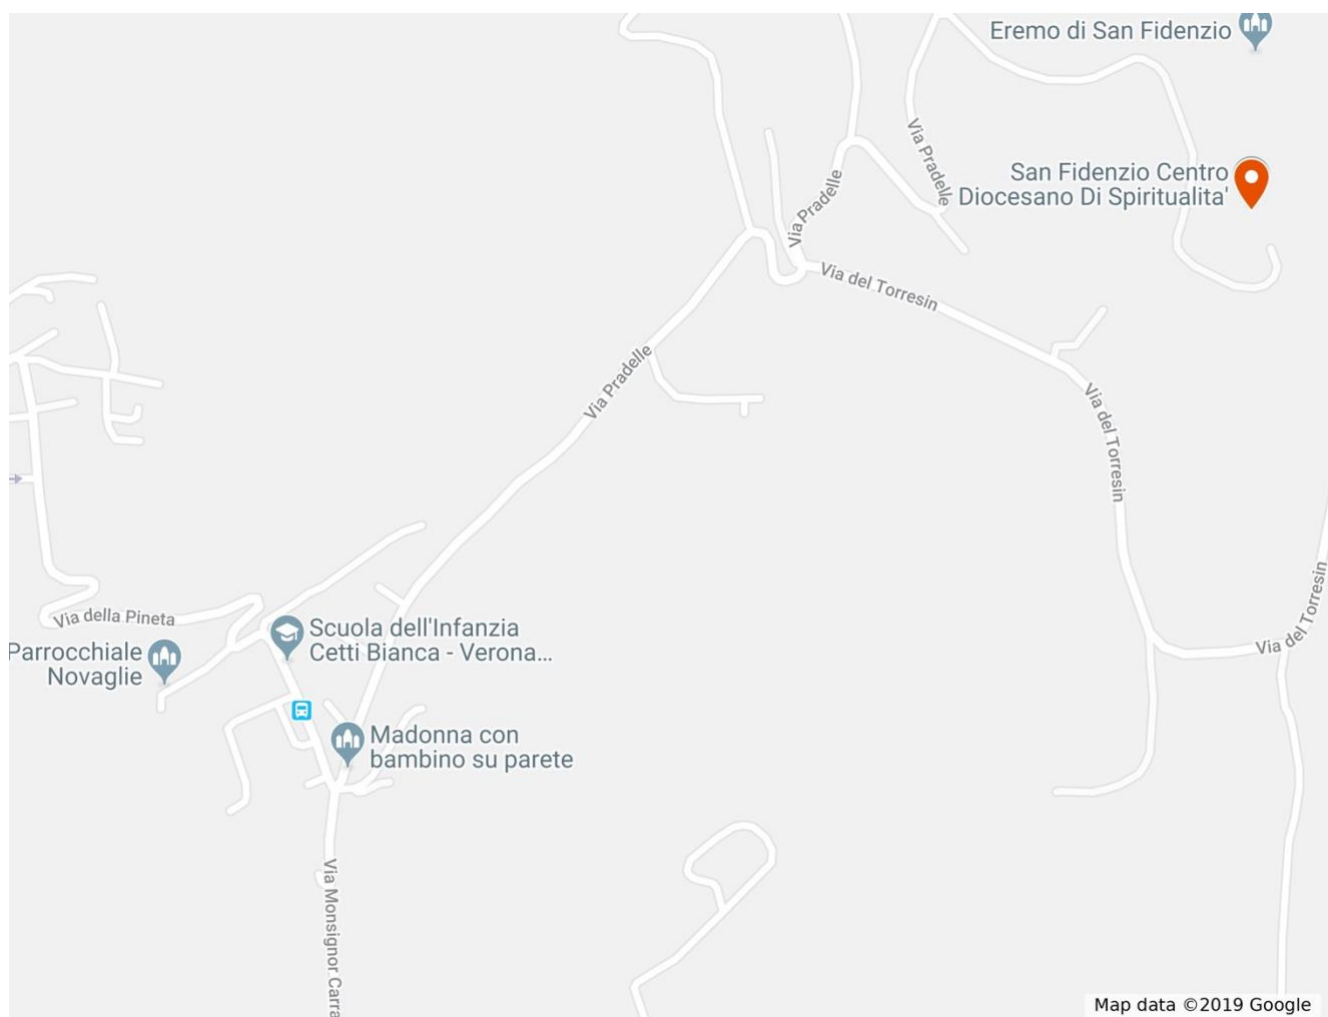 Eremo di San Fidenzio
Via Pradelle
San Fidenzio Centro
Diocesano Di Spiritualita'
Via Pradelle
Via del Torresin
Via Pradelle
Via del Torresin
Via del Torresin
Via della Pineta
Scuola dell'Infanzia
Cetti Bianca - Verona...
Parrocchiale
Novaglie
Madonna con
bambino su parete
Via Monsignor Carra
Map data ©2019 Google